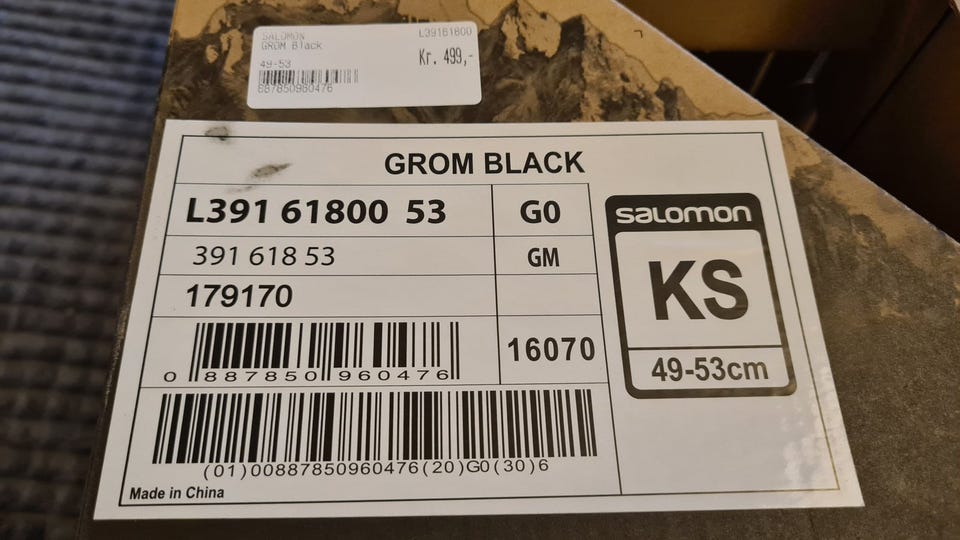 SALOMON L39161800
GROM Black
Kr. 499,-
49-53
887850960476
GROM BLACK
L391 61800 53 G0
391 618 53 GM
179170
16070
0 887850 960476
(01)00887850960476(20)G0(30)6
Made in China
salomon
KS
49-53cm